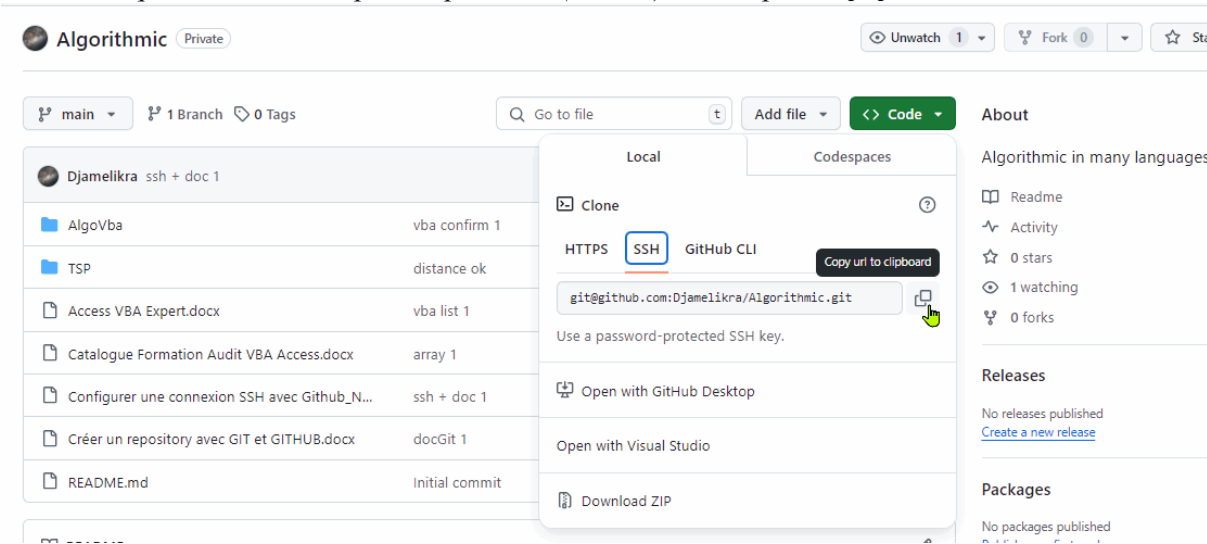 Algorithmic Private
Unwatch 1 Fork 0
main 1 Branch 0 Tags
Go to file t
Add file
<> Code
Djamelikra ssh + doc 1
AlgoVba vba confirm 1
TSP distance ok
Access VBA Expert.docx vba list 1
Catalogue Formation Audit VBA Access.docx array 1
Configurer une connexion SSH avec Github_N... ssh + doc 1
Créer un repository avec GIT et GITHUB.docx docGit 1
README.md Initial commit
Local Codespaces
Clone
HTTPS SSH GitHub CLI
Copy url to clipboard
git@github.com:Djamelikra/Algorithmic.git
Use a password-protected SSH key.
Open with GitHub Desktop
Open with Visual Studio
Download ZIP
About
Algorithmic in many languages
Readme
Activity
0 stars
1 watching
0 forks
Releases
No releases published
Create a new release
Packages
No packages published